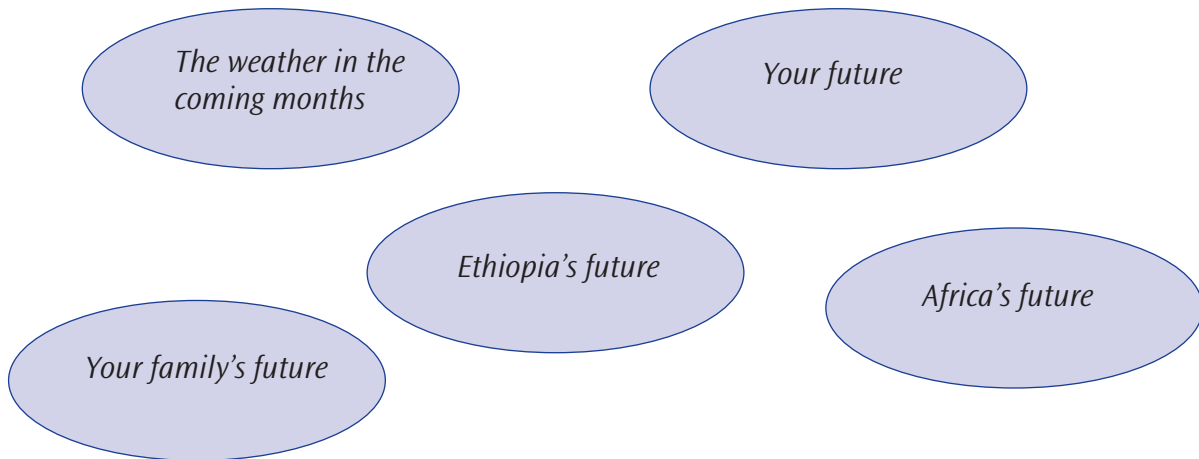 The weather in the
coming months
Your future
Ethiopia’s future
Africa’s future
Your family’s future